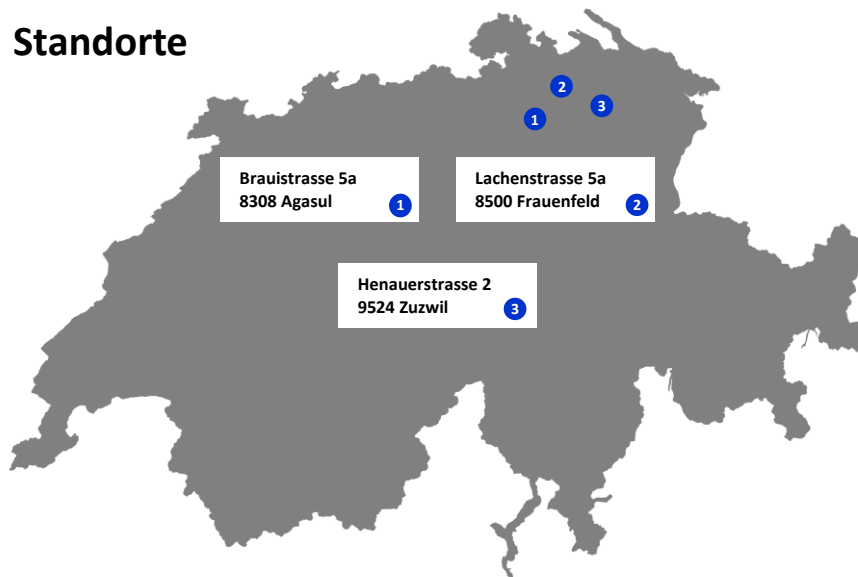 Standorte
2
3
1
Brauistrasse 5a
8308 Agasul
1
Lachenstrasse 5a
8500 Frauenfeld
2
Henauerstrasse 2
9524 Zuzwil
3